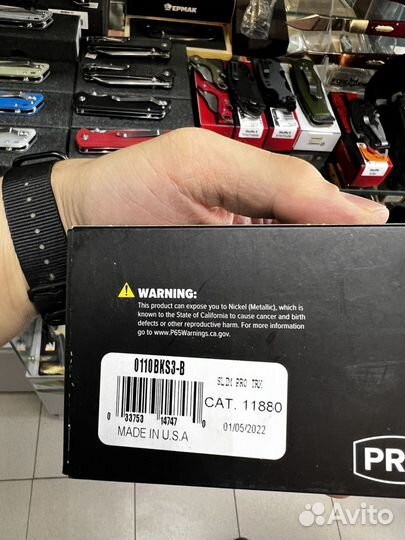 ЕРМАК
WARNING:
This product can expose you to Nickel (Metallic), which is
known to the State of California to cause cancer and birth
defects or other reproductive harm. For more information
go to www.P65Warnings.ca.gov.
0110BKS3-B
SLIM PRO TRX
CAT. 11880
0 33753 14747 0
01/05/2022
MADE IN U.S.A
PR
Avito